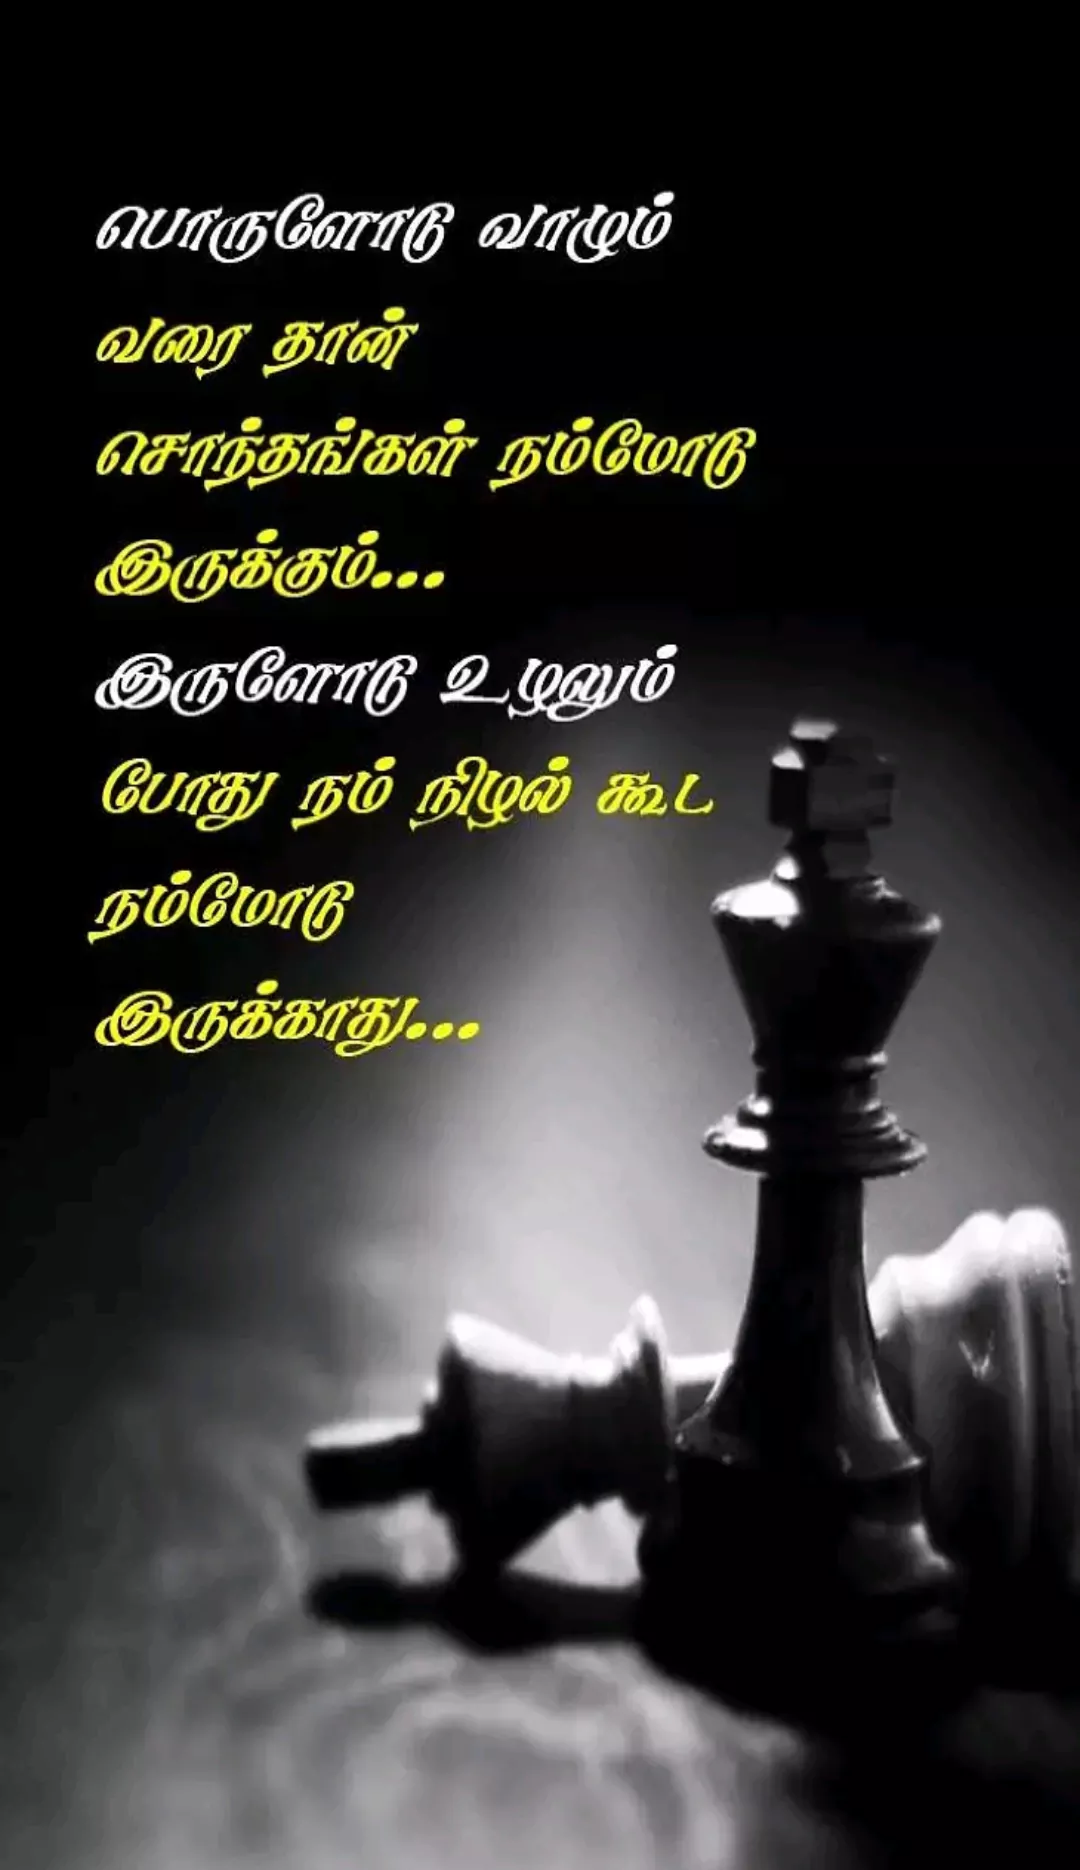 பொருளோடு வாழும்
வரை தான்
சொந்தங்கள் நம்மோடு
இருக்கும்...
இருளோடு உழலும்
போது நம் நிழல் கூட
நம்மோடு
இருக்காது...